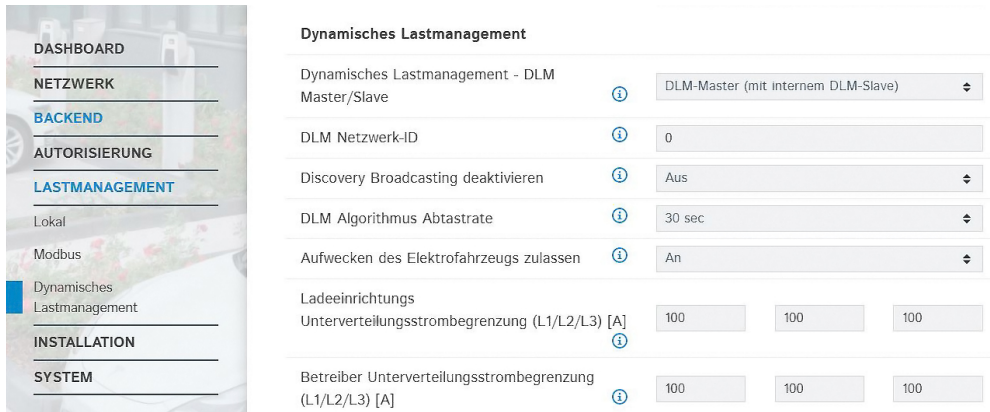 DASHBOARD
NETZWERK
BACKEND
AUTORISIERUNG
LASTMANAGEMENT
Lokal
Modbus
Dynamisches
Lastmanagement
INSTALLATION
SYSTEM
Dynamisches Lastmanagement
Dynamisches Lastmanagement - DLM
Master/Slave
DLM-Master (mit internem DLM-Slave)
DLM Netzwerk-ID
0
Discovery Broadcasting deaktivieren
Aus
DLM Algorithmus Abtastrate
30 sec
Aufwecken des Elektrofahrzeugs zulassen
An
Ladeeinrichtungs
Unterverteilungsstrombegrenzung (L1/L2/L3) [A]
100 100 100
Betreiber Unterverteilungsstrombegrenzung
(L1/L2/L3) [A]
100 100 100